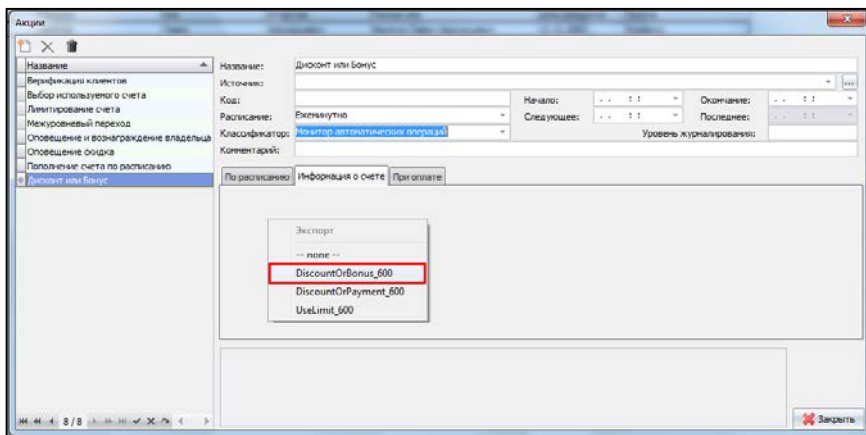 Акции
Название
Верификация клиентов
Выбор используемого счета
Лимитирование счета
Межуровневый переход
Оповещение и вознаграждение владельца
Оповещение скидка
Пополнение счета по расписанию
Дисконт или Бонус
Название: Дисконт или Бонус
Источник:
Код: Начало: Окончание:
Расписание: Ежеминутно Следующее: Последнее:
Классификатор: Монитор автоматических операций Уровень журналирования:
Комментарий:
По расписанию Информация о счете При оплате
Экспорт
-- none --
DiscountOrBonus_600
DiscountOrPayment_600
UseLimit_600
8/8
Закрыть